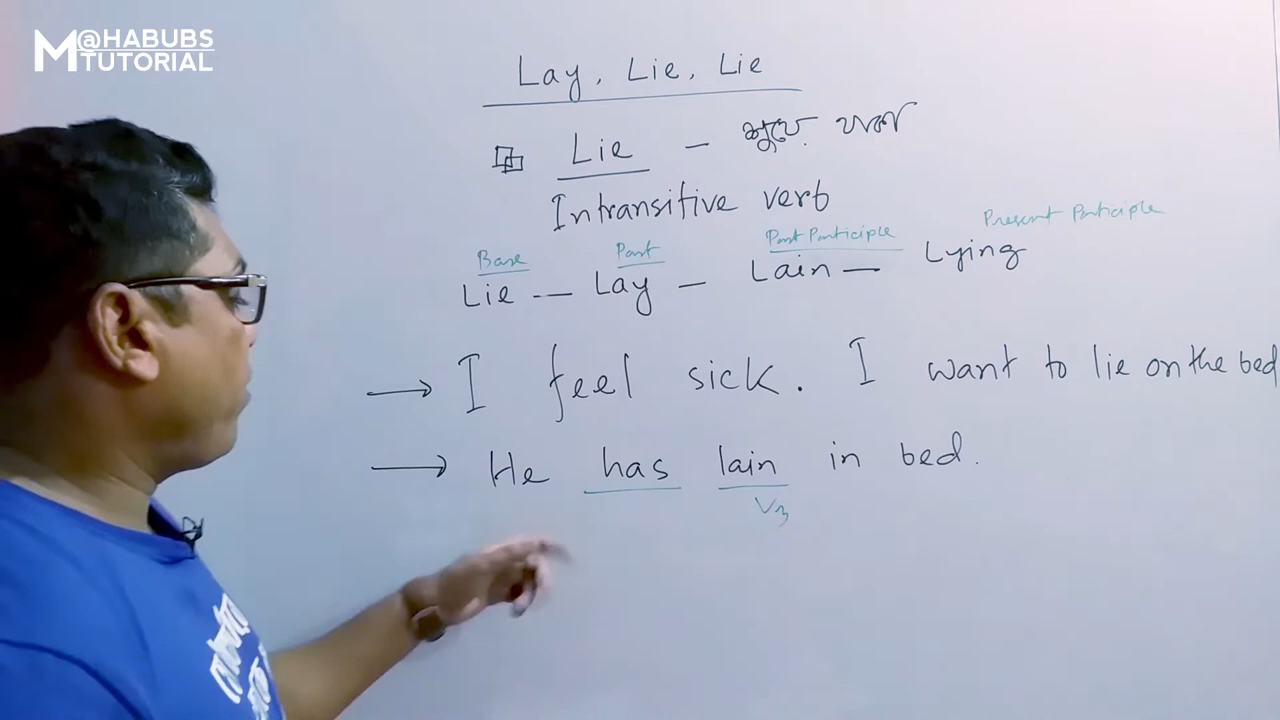 M@HABUBS
TUTORIAL
Lay, Lie, Lie
Lie – শুয়ে থাকা
Intransitive verb
Base Past Past Participle Present Participle
Lie — Lay — Lain — Lying
→ I feel sick. I want to lie on the bed
→ He has lain in bed.
V3